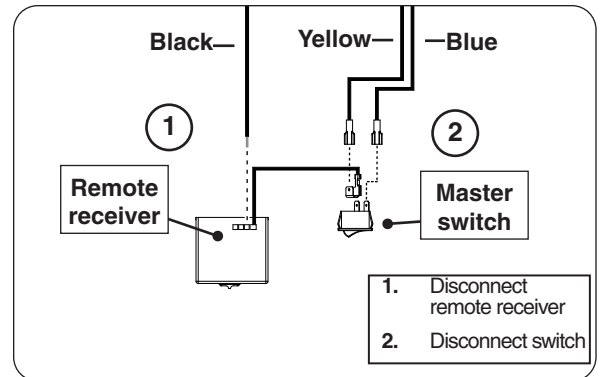 Black
Yellow
Blue
1
2
Remote
receiver
Master
switch
1. Disconnect
remote receiver
2. Disconnect switch